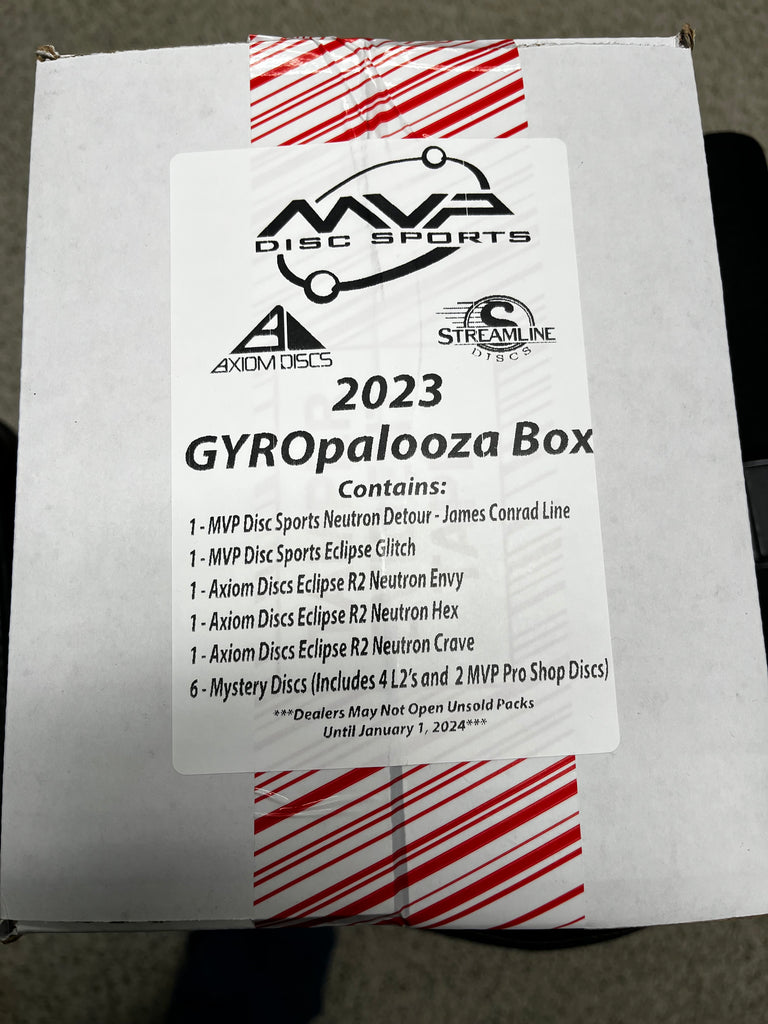 MVP
DISC SPORTS
AXIOM DISCS
STREAMLINE
DISCS
2023
GYROpalooza Box
Contains:
1 - MVP Disc Sports Neutron Detour - James Conrad Line
1 - MVP Disc Sports Eclipse Glitch
1 - Axiom Discs Eclipse R2 Neutron Envy
1 - Axiom Discs Eclipse R2 Neutron Hex
1 - Axiom Discs Eclipse R2 Neutron Crave
6 - Mystery Discs (Includes 4 L2's and 2 MVP Pro Shop Discs)
***Dealers May Not Open Unsold Packs
Until January 1, 2024***